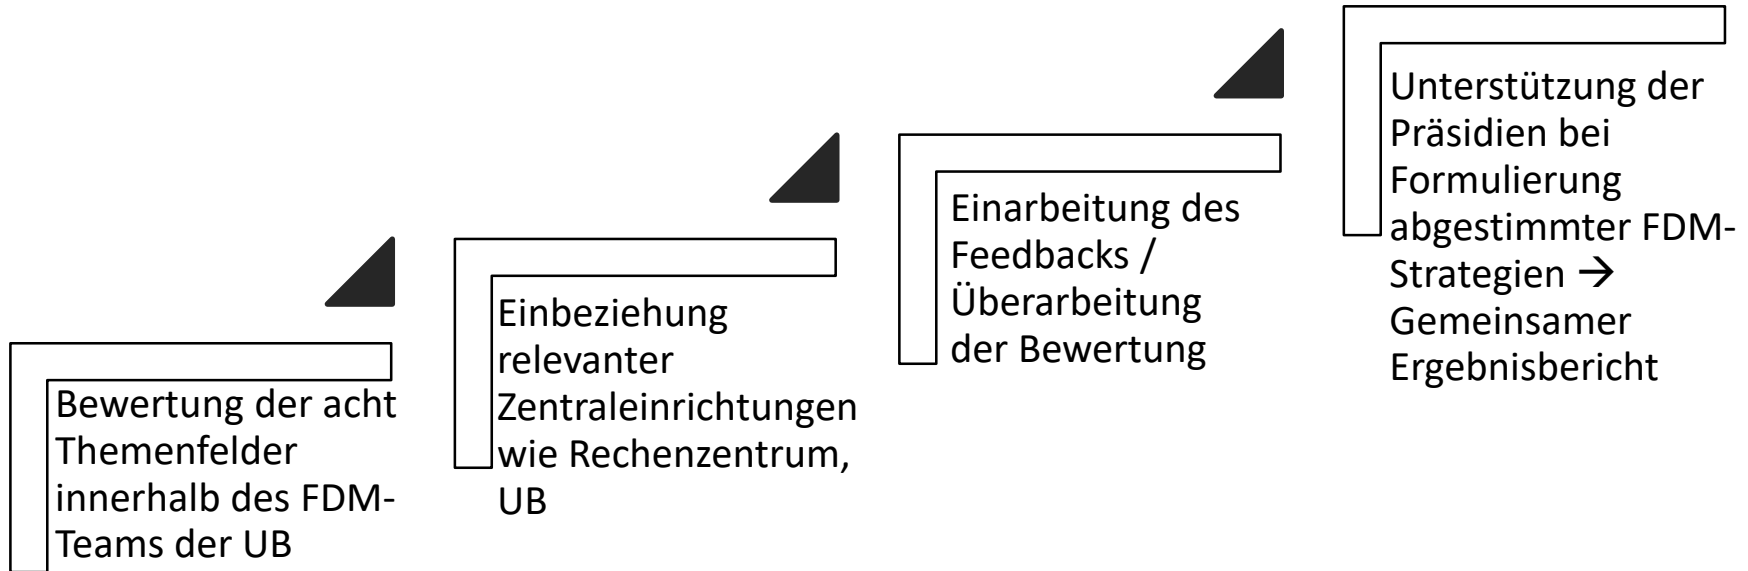 Bewertung der acht
Themenfelder
innerhalb des FDM-
Teams der UB
Einbeziehung
relevanter
Zentraleinrichtungen
wie Rechenzentrum,
UB
Einarbeitung des
Feedbacks /
Überarbeitung
der Bewertung
Unterstützung der
Präsidien bei
Formulierung
abgestimmter FDM-
Strategien →
Gemeinsamer
Ergebnisbericht